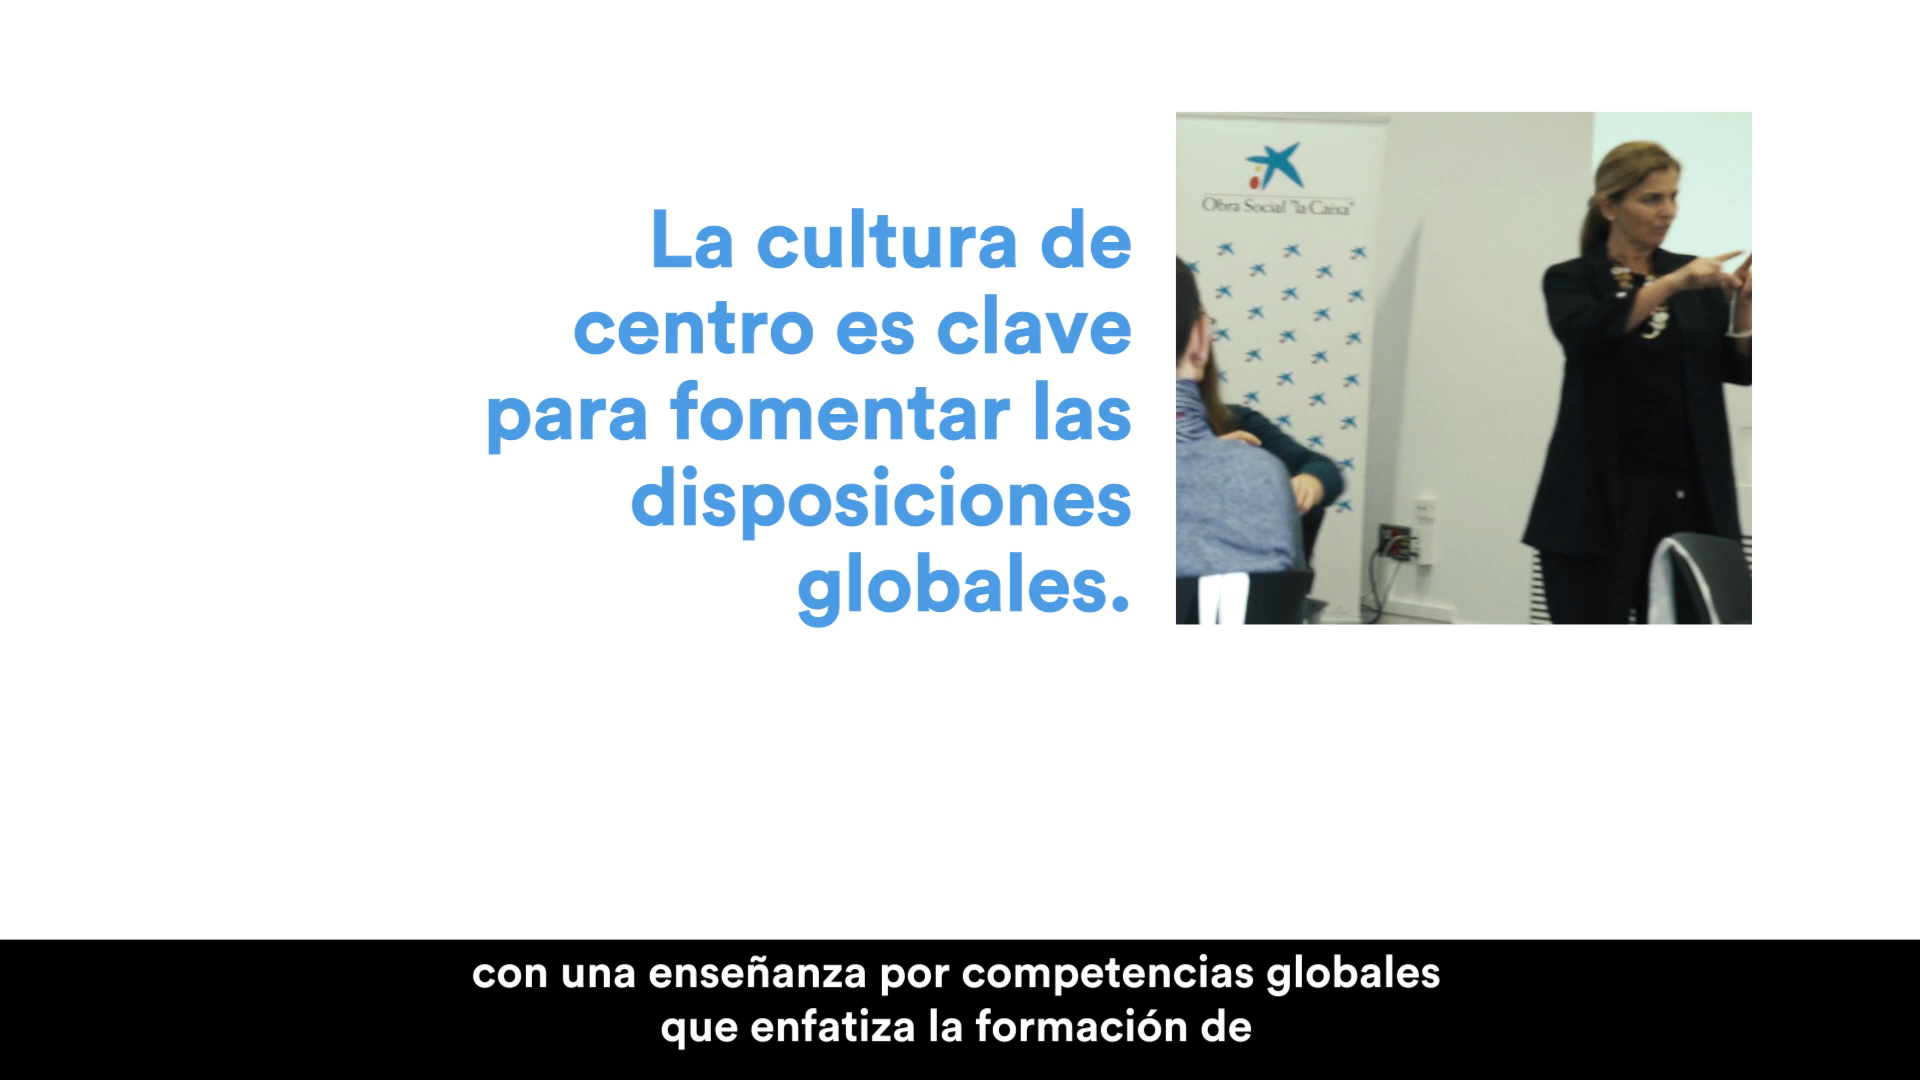 La cultura de
centro es clave
para fomentar las
disposiciones
globales.
Obra Social "la Caixa"
con una enseñanza por competencias globales
que enfatiza la formación de